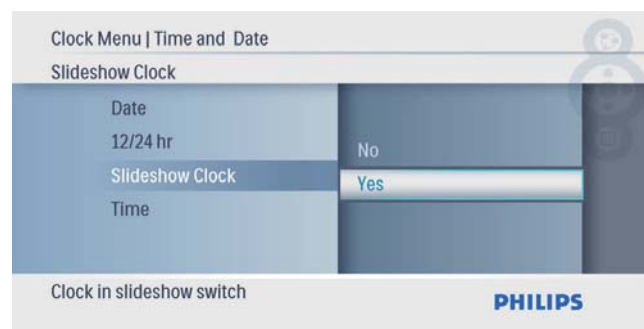 Clock Menu | Time and Date
Slideshow Clock
Date
12/24 hr
Slideshow Clock
Time
No
Yes
Clock in slideshow switch
PHILIPS